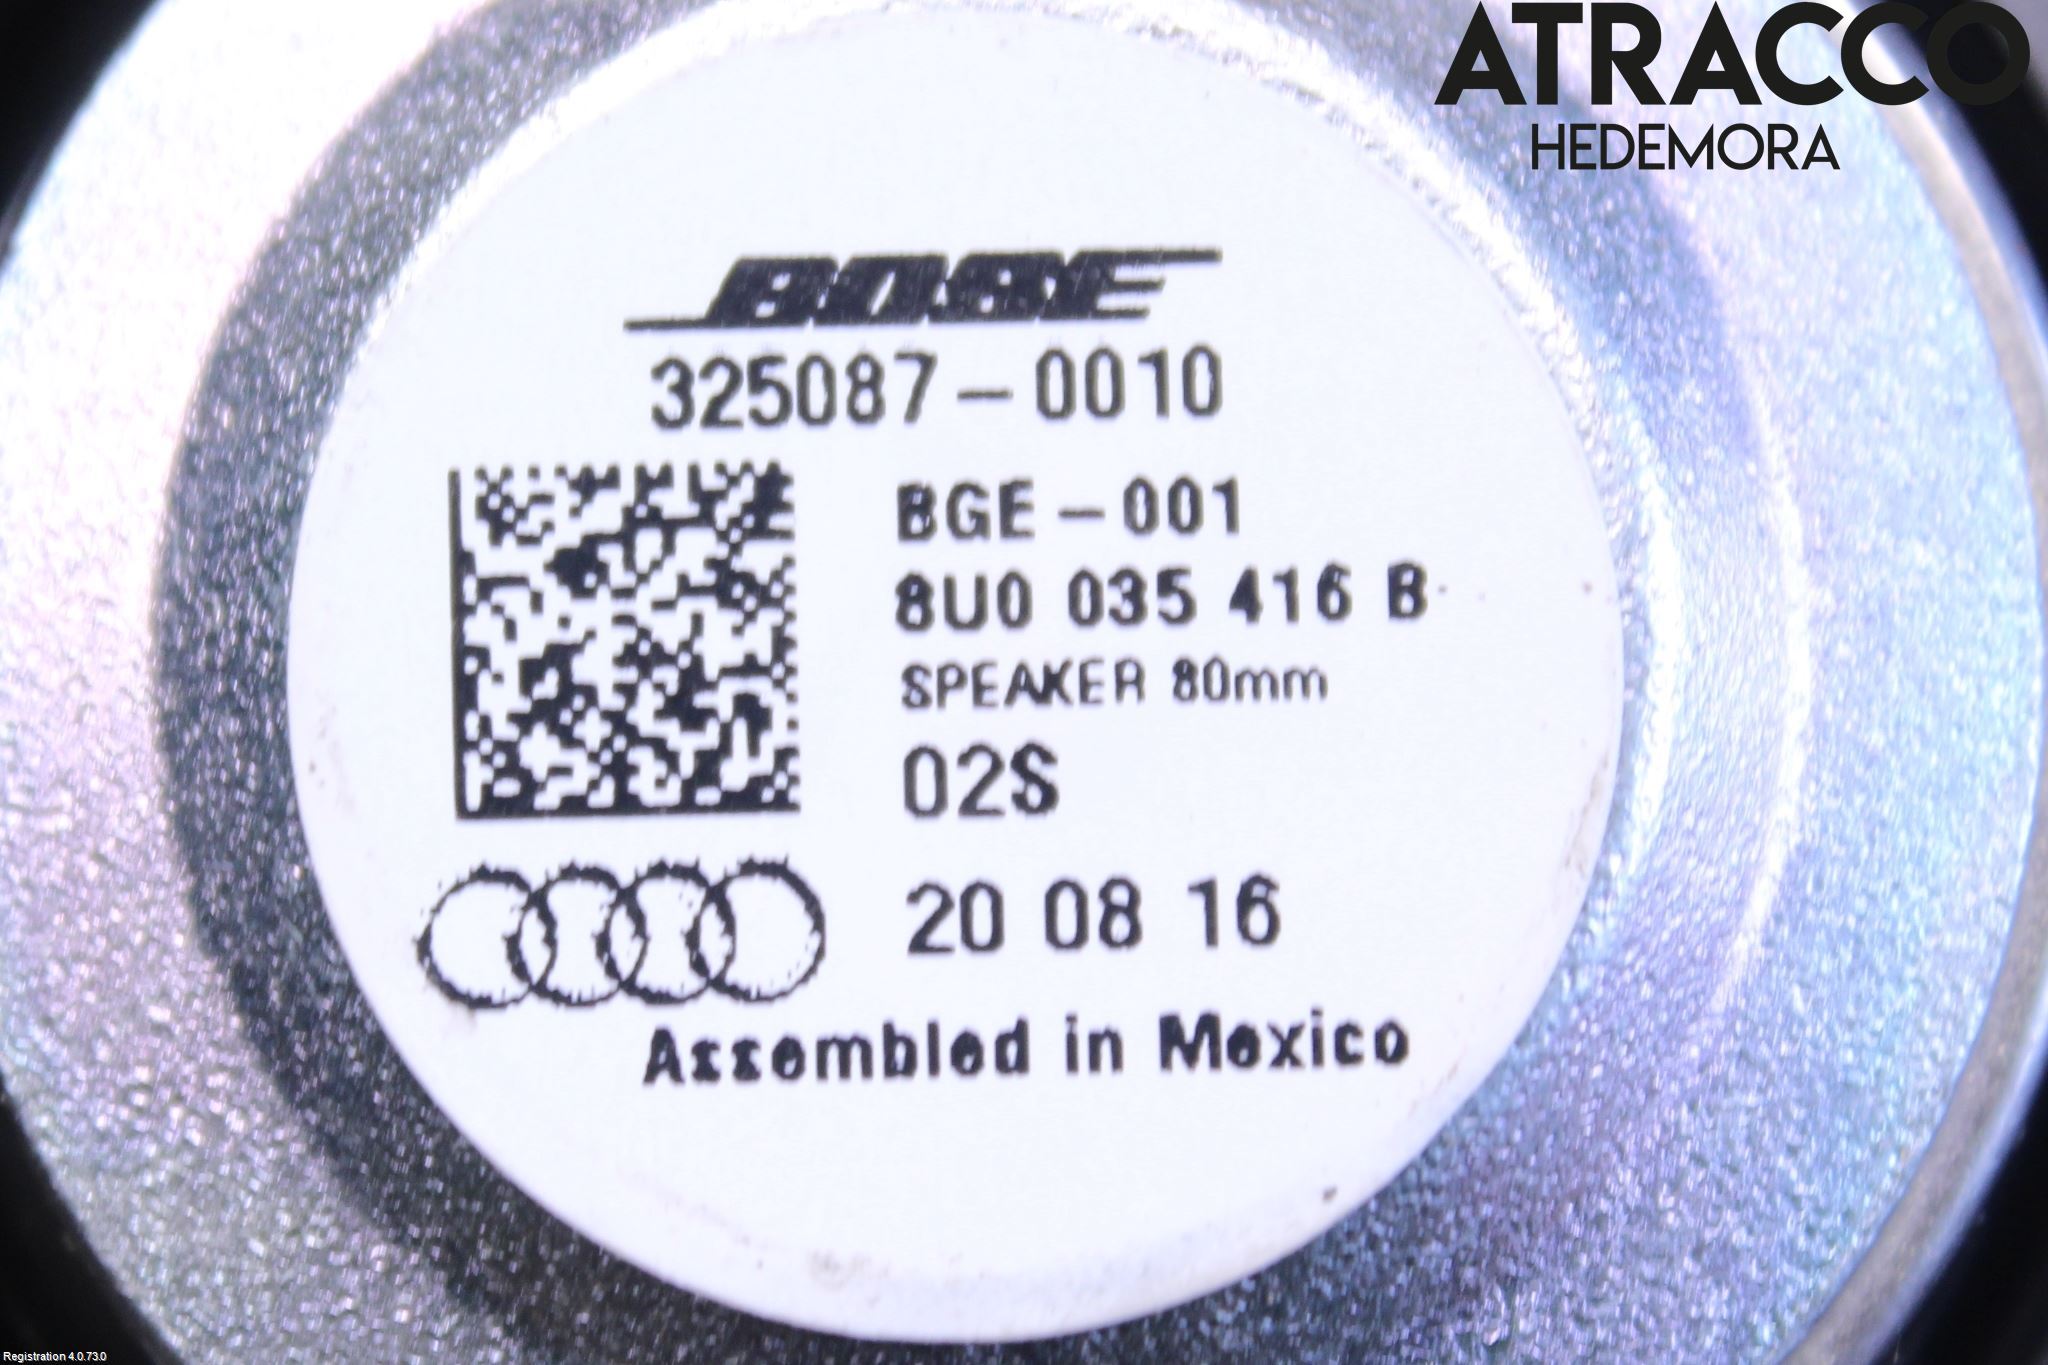 ATRACCO
HEDEMORA
BOSE
325087-0010
BGE-001
8U0 035 416 B
SPEAKER 80mm
02S
20 08 16
Assembled in Mexico
Registration 4.0.73.0